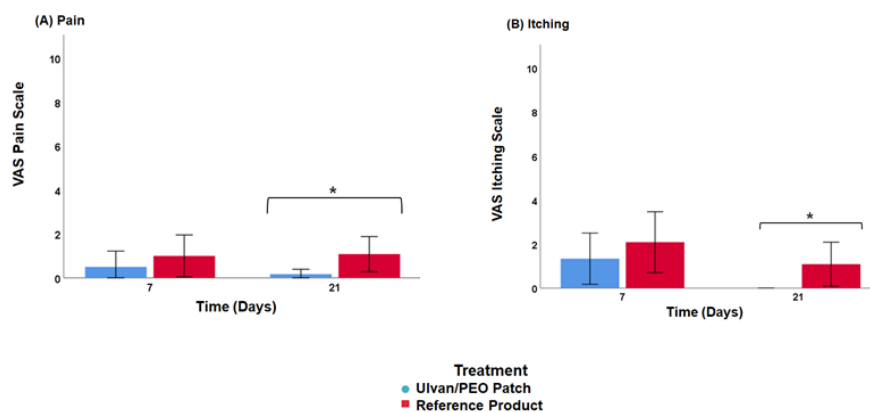 (A) Pain
VAS Pain Scale
10
8
6
4
2
0
*
7
21
Time (Days)
(B) Itching
VAS Itching Scale
10
8
6
4
2
0
*
7
21
Time (Days)
Treatment
Ulvan/PEO Patch
Reference Product